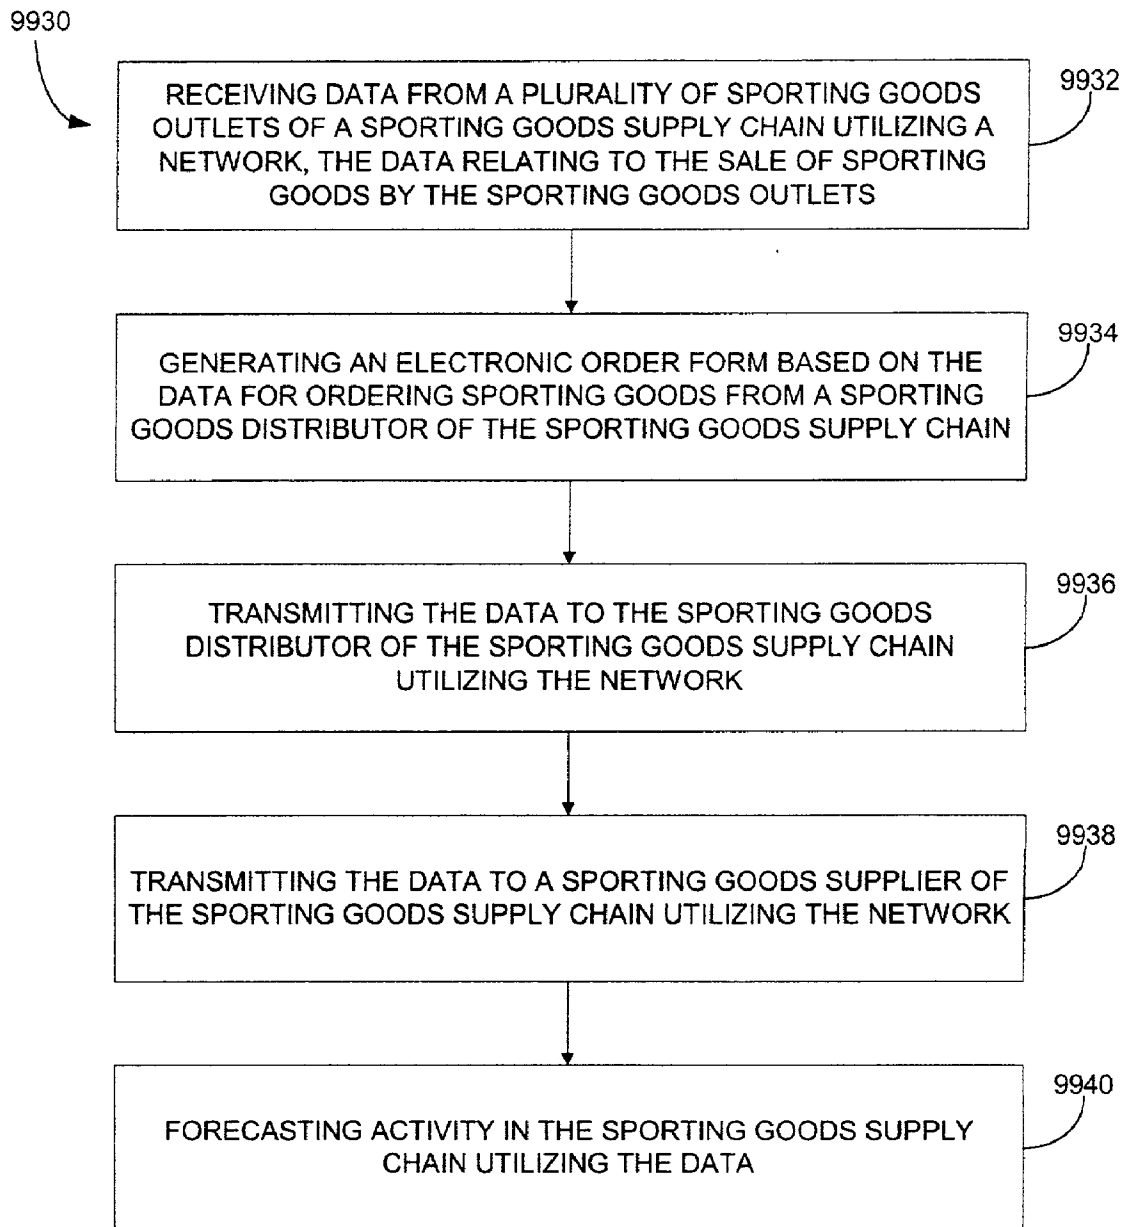 9930
9932
RECEIVING DATA FROM A PLURALITY OF SPORTING GOODS
OUTLETS OF A SPORTING GOODS SUPPLY CHAIN UTILIZING A
NETWORK, THE DATA RELATING TO THE SALE OF SPORTING
GOODS BY THE SPORTING GOODS OUTLETS
9934
GENERATING AN ELECTRONIC ORDER FORM BASED ON THE
DATA FOR ORDERING SPORTING GOODS FROM A SPORTING
GOODS DISTRIBUTOR OF THE SPORTING GOODS SUPPLY CHAIN
9936
TRANSMITTING THE DATA TO THE SPORTING GOODS
DISTRIBUTOR OF THE SPORTING GOODS SUPPLY CHAIN
UTILIZING THE NETWORK
9938
TRANSMITTING THE DATA TO A SPORTING GOODS SUPPLIER OF
THE SPORTING GOODS SUPPLY CHAIN UTILIZING THE NETWORK
9940
FORECASTING ACTIVITY IN THE SPORTING GOODS SUPPLY
CHAIN UTILIZING THE DATA